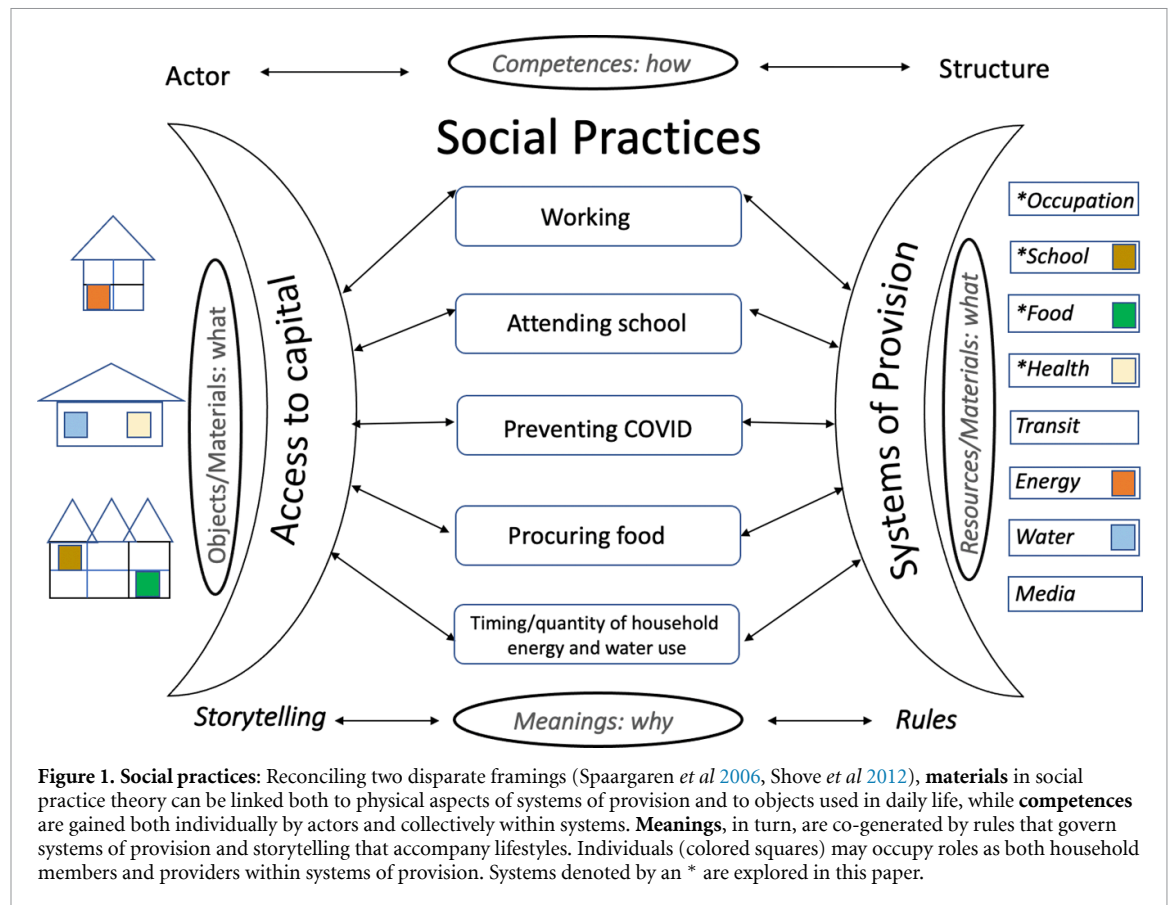 Actor
Competences: how
Structure
Social Practices
Objects/Materials: what
Access to capital
Working
Attending school
Preventing COVID
Procuring food
Timing/quantity of household
energy and water use
Systems of Provision
Resources/Materials: what
*Occupation
*School
*Food
*Health
Transit
Energy
Water
Media
Storytelling
Meanings: why
Rules
Figure 1. Social practices: Reconciling two disparate framings (Spaargaren et al 2006, Shove et al 2012), materials in social
practice theory can be linked both to physical aspects of systems of provision and to objects used in daily life, while competences
are gained both individually by actors and collectively within systems. Meanings, in turn, are co-generated by rules that govern
systems of provision and storytelling that accompany lifestyles. Individuals (colored squares) may occupy roles as both household
members and providers within systems of provision. Systems denoted by an * are explored in this paper.